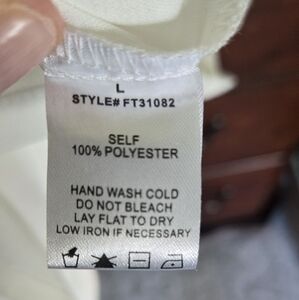 L
STYLE# FT31082
SELF
100% POLYESTER
HAND WASH COLD
DO NOT BLEACH
LAY FLAT TO DRY
LOW IRON IF NECESSARY